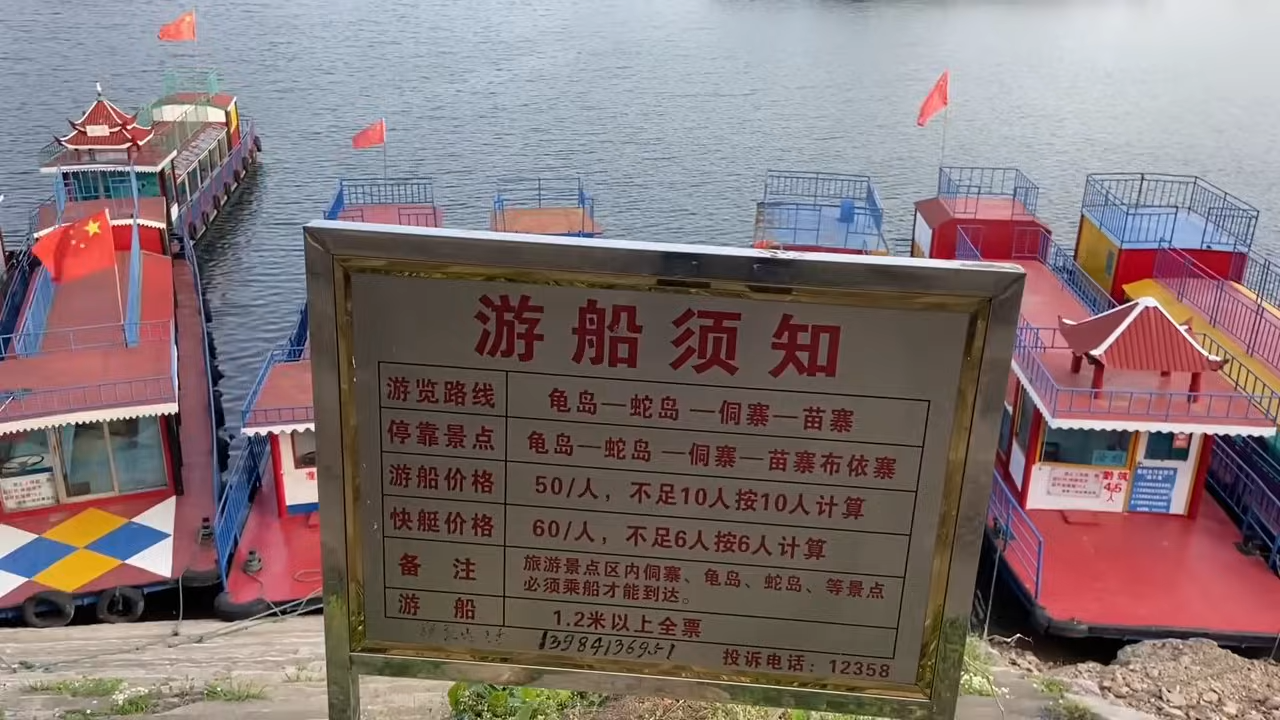 游船须知
游览路线 龟岛—蛇岛—侗寨—苗寨
停靠景点 龟岛—蛇岛—侗寨—苗寨布依寨
游船价格 50/人，不足10人按10人计算
快艇价格 60/人，不足6人按6人计算
备注 旅游景点区内侗寨、龟岛、蛇岛、等景点
必须乘船才能到达。
游船 1.2米以上全票
13984136951
投诉电话：12358